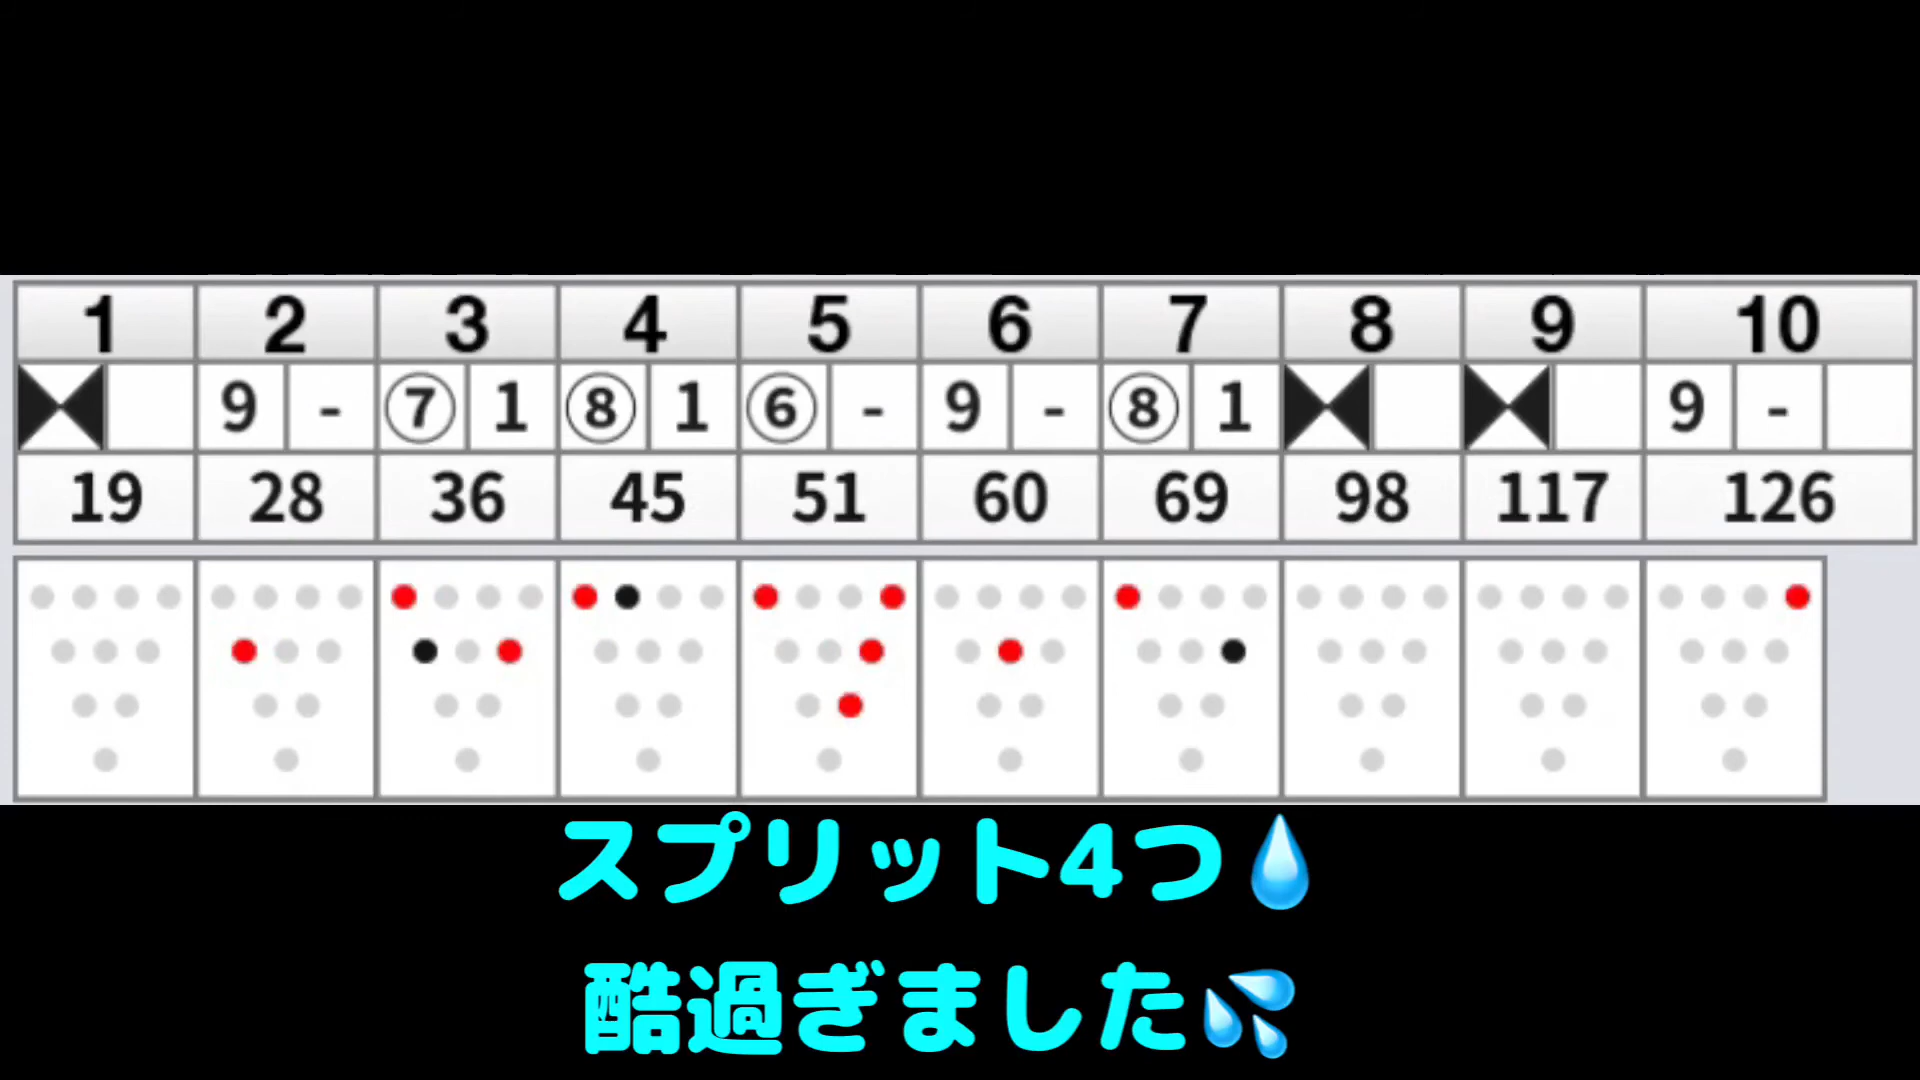 1 2 3 4 5 6 7 8 9 10
9 - ⑦ 1 ⑧ 1 ⑥ - 9 - ⑧ 1 9 -
19 28 36 45 51 60 69 98 117 126
スプリット4つ💧
酷過ぎました💦